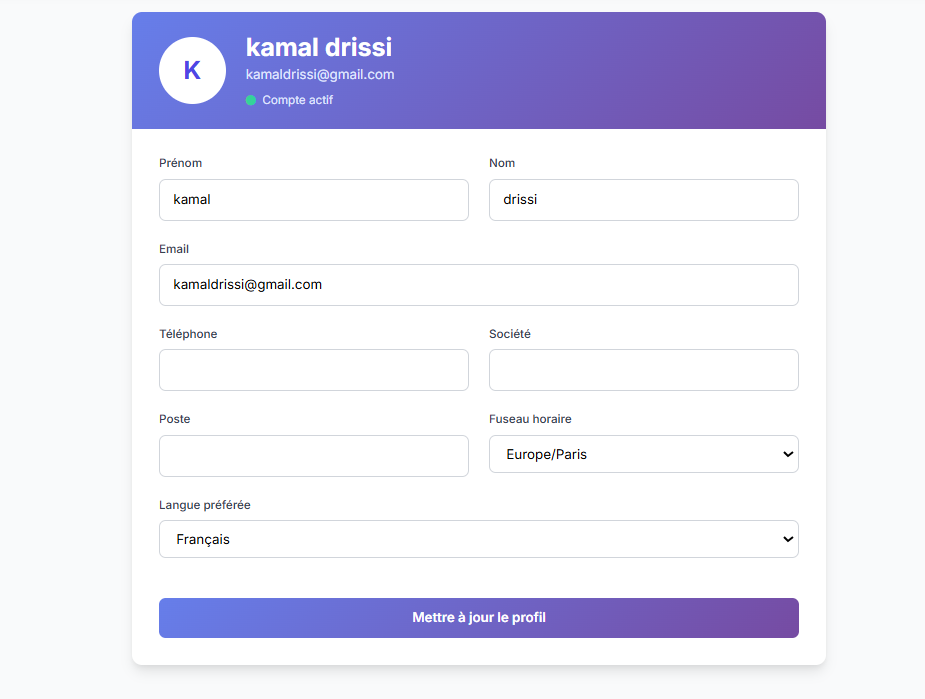 K
kamal drissi
kamaldrissi@gmail.com
Compte actif
Prénom
Nom
kamal
drissi
Email
kamaldrissi@gmail.com
Téléphone
Société
Poste
Fuseau horaire
Europe/Paris
Langue préférée
Français
Mettre à jour le profil